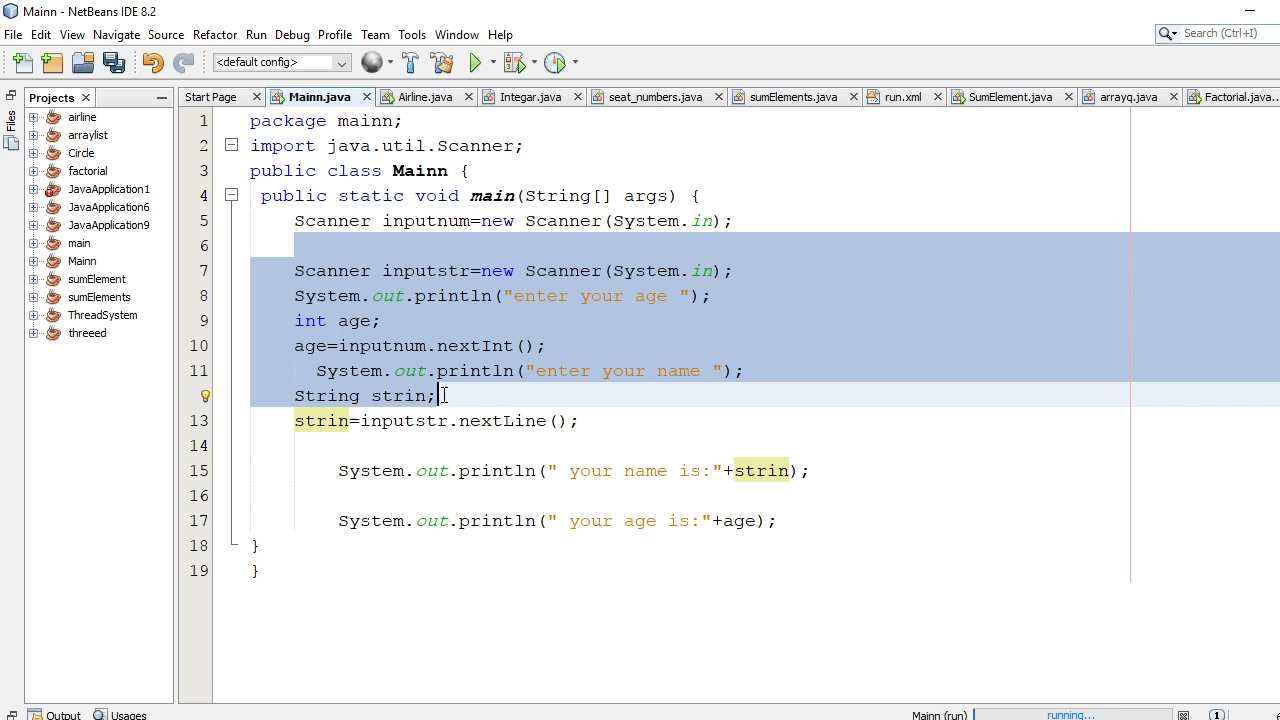 Mainn - NetBeans IDE 8.2
File Edit View Navigate Source Refactor Run Debug Profile Team Tools Window Help
Search (Ctrl+I)
<default config>
Projects
Start Page Mainn.java Airline.java Integar.java seat_numbers.java sumElements.java run.xml SumElement.java arrayq.java Factorial.java...
Files
airline
arraylist
Circle
factorial
JavaApplication1
JavaApplication6
JavaApplication9
main
Mainn
sumElement
sumElements
ThreadSystem
threeed
1 package mainn;
2 import java.util.Scanner;
3 public class Mainn {
4 public static void main(String[] args) {
5 Scanner inputnum=new Scanner(System.in);
6
7 Scanner inputstr=new Scanner(System.in);
8 System.out.println("enter your age ");
9 int age;
10 age=inputnum.nextInt();
11 System.out.println("enter your name ");
String strin;
13 strin=inputstr.nextLine();
14
15 System.out.println(" your name is:"+strin);
16
17 System.out.println(" your age is:"+age);
18 }
19 }
Output Usages Mainn (run) running... 1